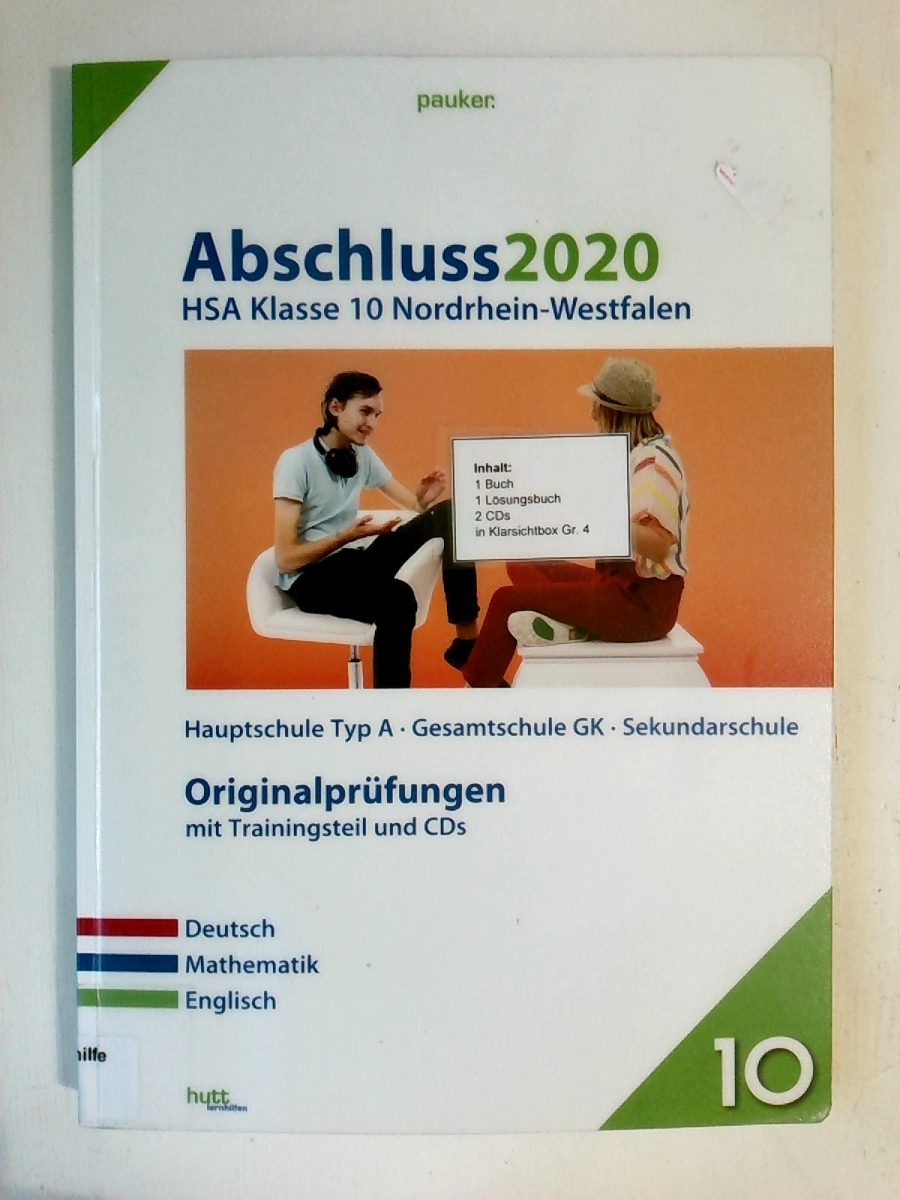 pauker.
Abschluss2020
HSA Klasse 10 Nordrhein-Westfalen
Inhalt:
1 Buch
1 Lösungsbuch
2 CDs
in Klarsichtbox Gr. 4
Hauptschule Typ A · Gesamtschule GK · Sekundarschule
Originalprüfungen
mit Trainingsteil und CDs
Deutsch
Mathematik
Englisch
hilfe
hutt
lernhilfen
10